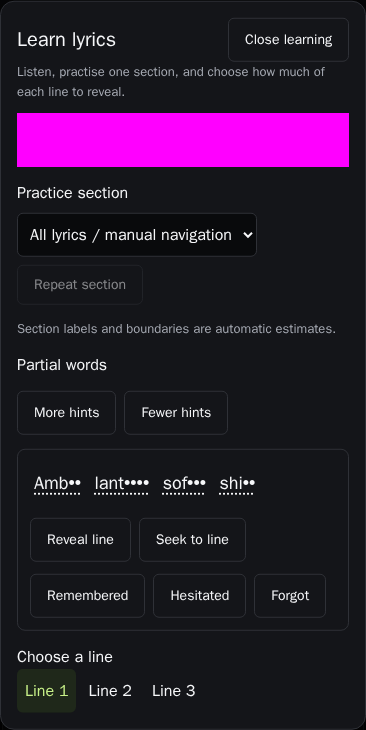 Learn lyrics
Close learning
Listen, practise one section, and choose how much of
each line to reveal.
Practice section
All lyrics / manual navigation
Repeat section
Section labels and boundaries are automatic estimates.
Partial words
More hints Fewer hints
Amb•• lant•••• sof••• shi••
Reveal line Seek to line
Remembered Hesitated Forgot
Choose a line
Line 1 Line 2 Line 3